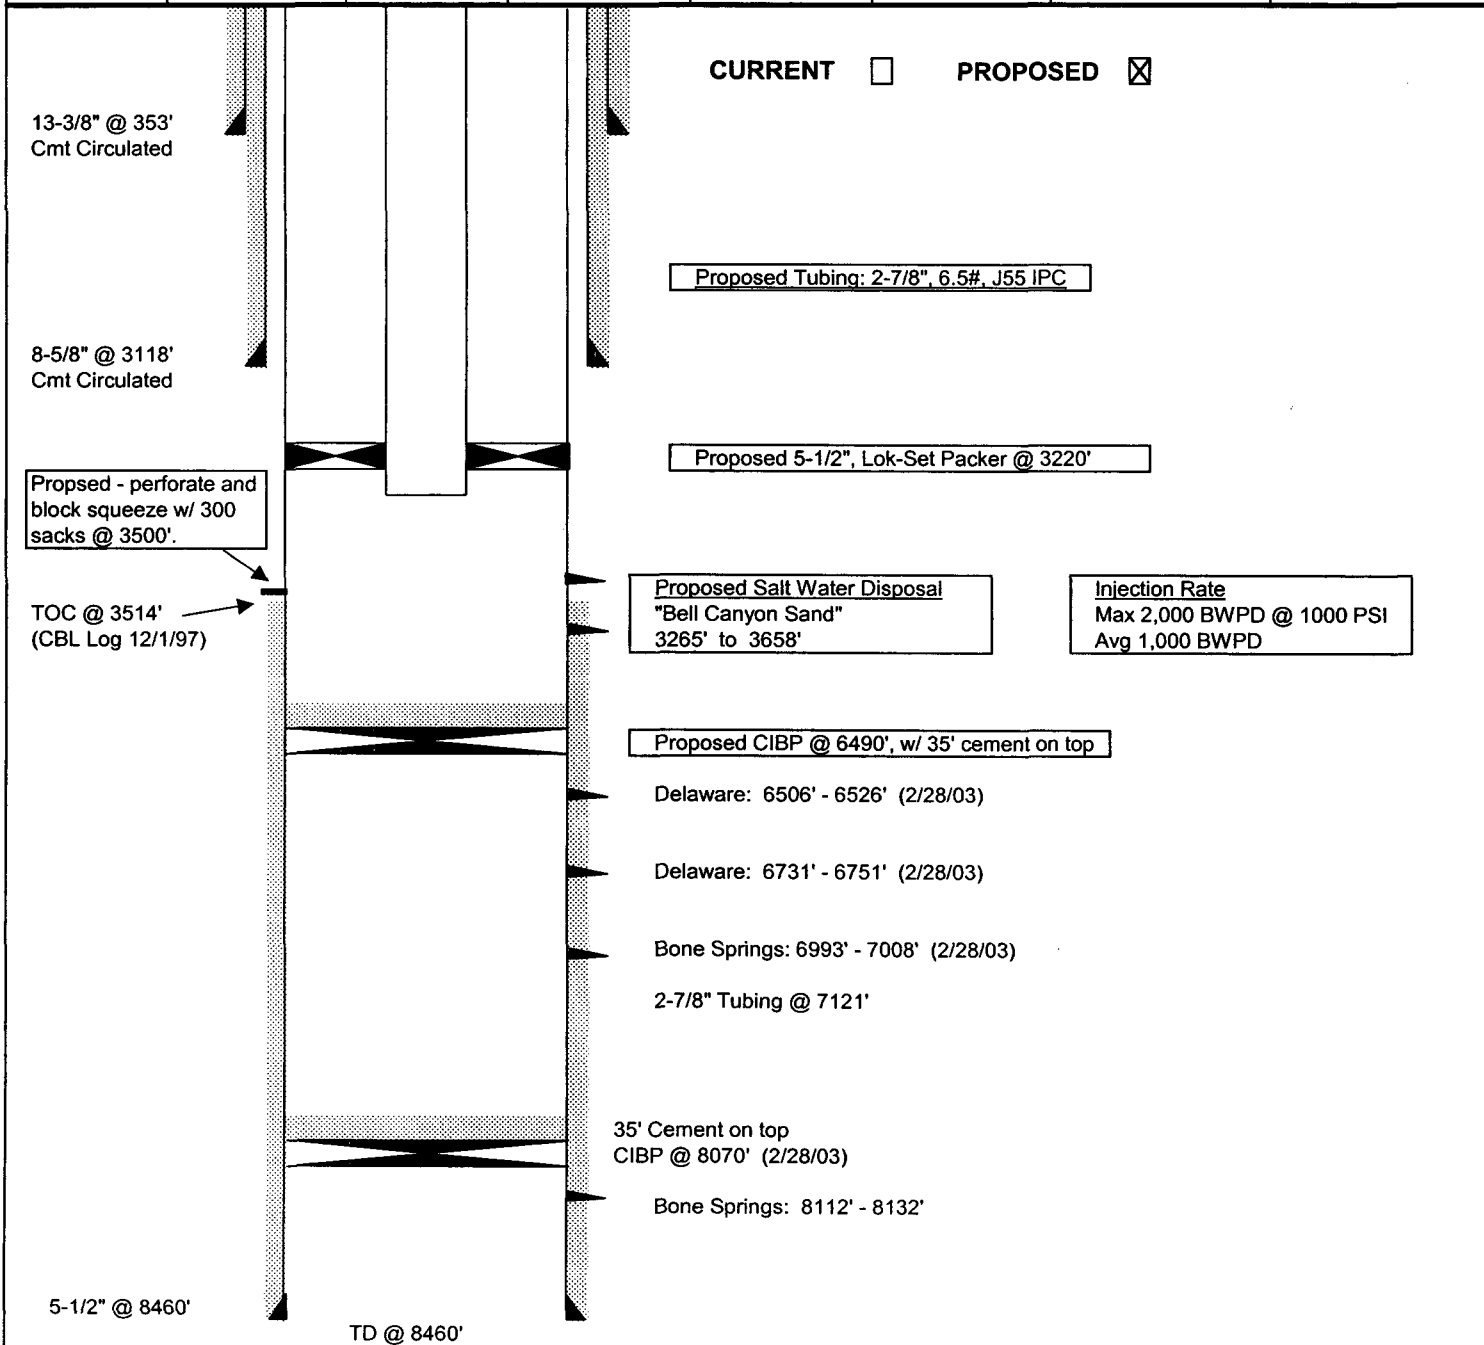 CURRENT PROPOSED
13-3/8" @ 353'
Cmt Circulated
Proposed Tubing: 2-7/8", 6.5#, J55 IPC
8-5/8" @ 3118'
Cmt Circulated
Proposed 5-1/2", Lok-Set Packer @ 3220'
Propsed - perforate and
block squeeze w/ 300
sacks @ 3500'.
TOC @ 3514'
(CBL Log 12/1/97)
Proposed Salt Water Disposal
"Bell Canyon Sand"
3265' to 3658'
Injection Rate
Max 2,000 BWPD @ 1000 PSI
Avg 1,000 BWPD
Proposed CIBP @ 6490', w/ 35' cement on top
Delaware: 6506' - 6526' (2/28/03)
Delaware: 6731' - 6751' (2/28/03)
Bone Springs: 6993' - 7008' (2/28/03)
2-7/8" Tubing @ 7121'
35' Cement on top
CIBP @ 8070' (2/28/03)
Bone Springs: 8112' - 8132'
5-1/2" @ 8460'
TD @ 8460'